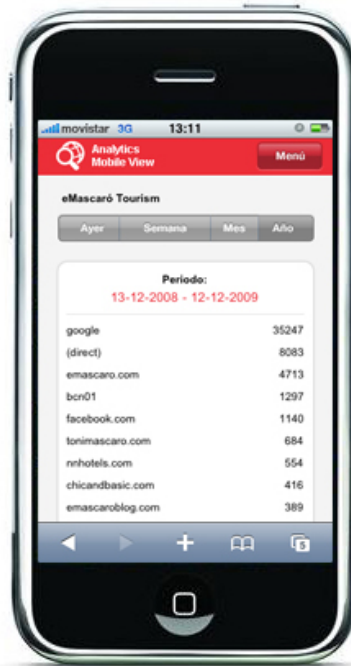 movistar 3G 13:11
Analytics
Mobile View
Menú
eMascaró Tourism
Ayer Semana Mes Año
Periodo:
13-12-2008 - 12-12-2009
google 35247
(direct) 8083
emascaro.com 4713
bcn01 1297
facebook.com 1140
tonimascaro.com 684
nnhotels.com 554
chicandbasic.com 416
emascaroblog.com 389
5